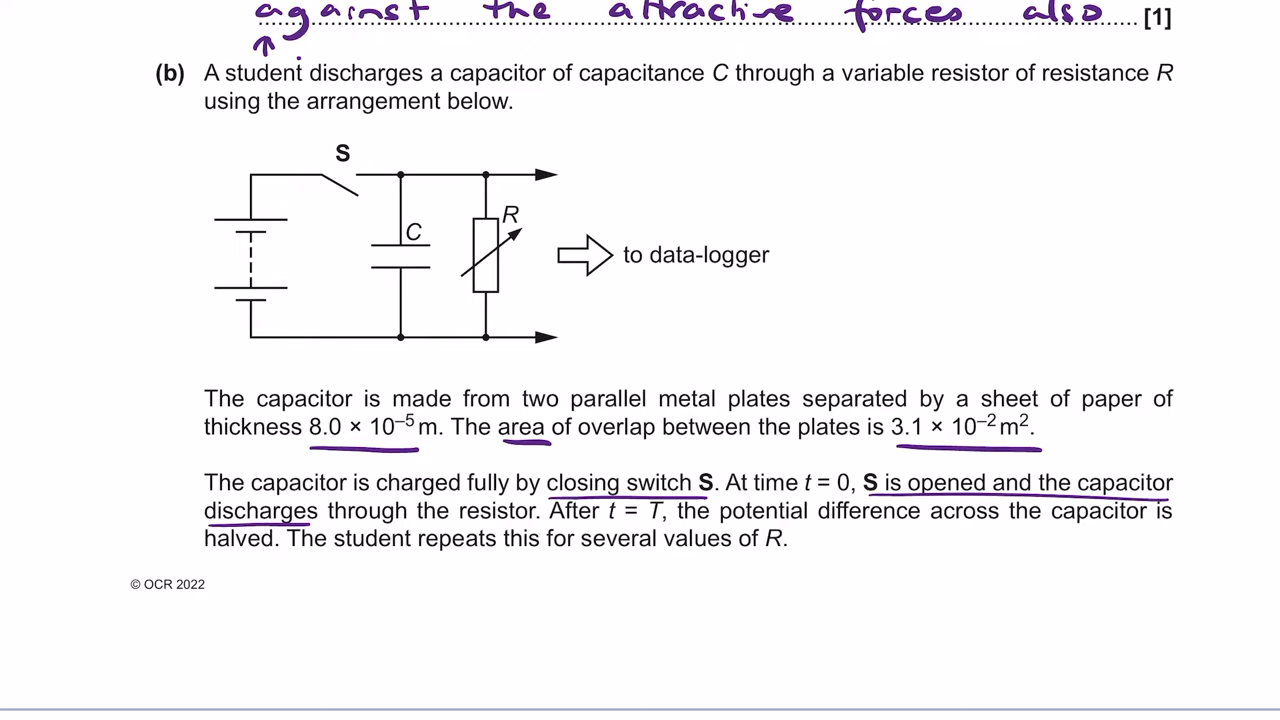 against the attractive forces also [1]
(b) A student discharges a capacitor of capacitance C through a variable resistor of resistance R
using the arrangement below.
S
C
R
to data-logger
The capacitor is made from two parallel metal plates separated by a sheet of paper of
thickness 8.0 × 10⁻⁵ m. The area of overlap between the plates is 3.1 × 10⁻² m².
The capacitor is charged fully by closing switch S. At time t = 0, S is opened and the capacitor
discharges through the resistor. After t = T, the potential difference across the capacitor is
halved. The student repeats this for several values of R.
© OCR 2022